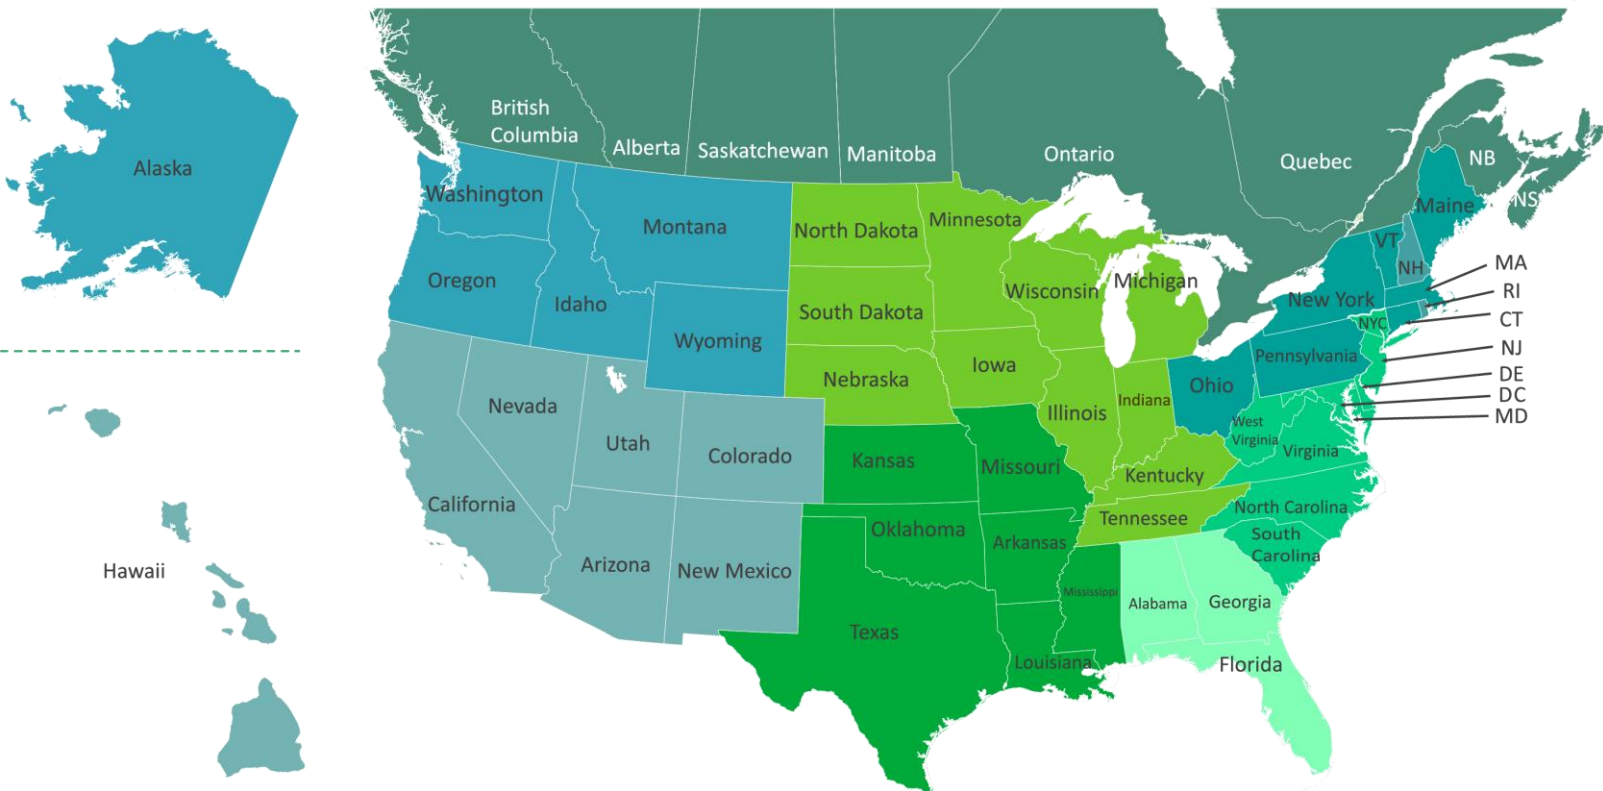 Alaska
Hawaii
British
Columbia
Alberta
Saskatchewan
Manitoba
Ontario
Quebec
NB
NS
Washington
Montana
North Dakota
Minnesota
Maine
VT
NH
MA
RI
CT
NJ
DE
DC
MD
Oregon
Idaho
Wyoming
South Dakota
Wisconsin
Michigan
New York
NYC
Pennsylvania
Nebraska
Iowa
Ohio
Illinois
Indiana
West
Virginia
Virginia
Nevada
Utah
Colorado
Kansas
Missouri
Kentucky
California
Arizona
New Mexico
Oklahoma
Arkansas
Tennessee
North Carolina
South
Carolina
Texas
Louisiana
Mississippi
Alabama
Georgia
Florida